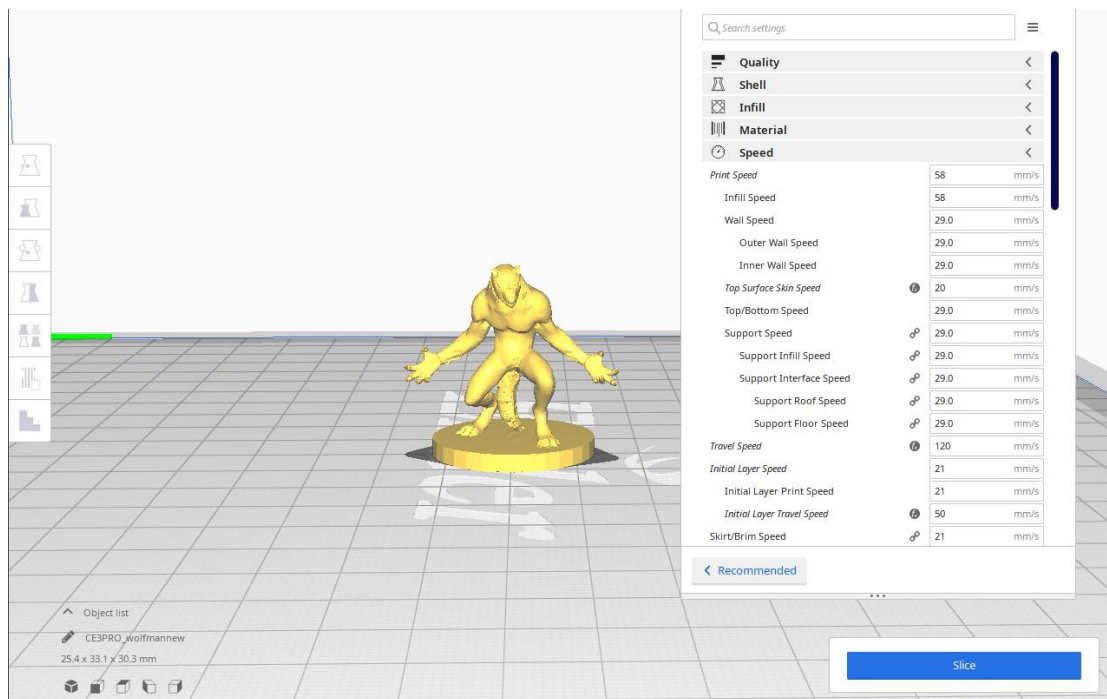 Search settings
Quality
Shell
Infill
Material
Speed
Print Speed 58 mm/s
Infill Speed 58 mm/s
Wall Speed 29.0 mm/s
Outer Wall Speed 29.0 mm/s
Inner Wall Speed 29.0 mm/s
Top Surface Skin Speed 20 mm/s
Top/Bottom Speed 29.0 mm/s
Support Speed 29.0 mm/s
Support Infill Speed 29.0 mm/s
Support Interface Speed 29.0 mm/s
Support Roof Speed 29.0 mm/s
Support Floor Speed 29.0 mm/s
Travel Speed 120 mm/s
Initial Layer Speed 21 mm/s
Initial Layer Print Speed 21 mm/s
Initial Layer Travel Speed 50 mm/s
Skirt/Brim Speed 21 mm/s
Recommended
Object list
CE3PRO_wolfmannew
25.4 x 33.1 x 30.3 mm
Slice